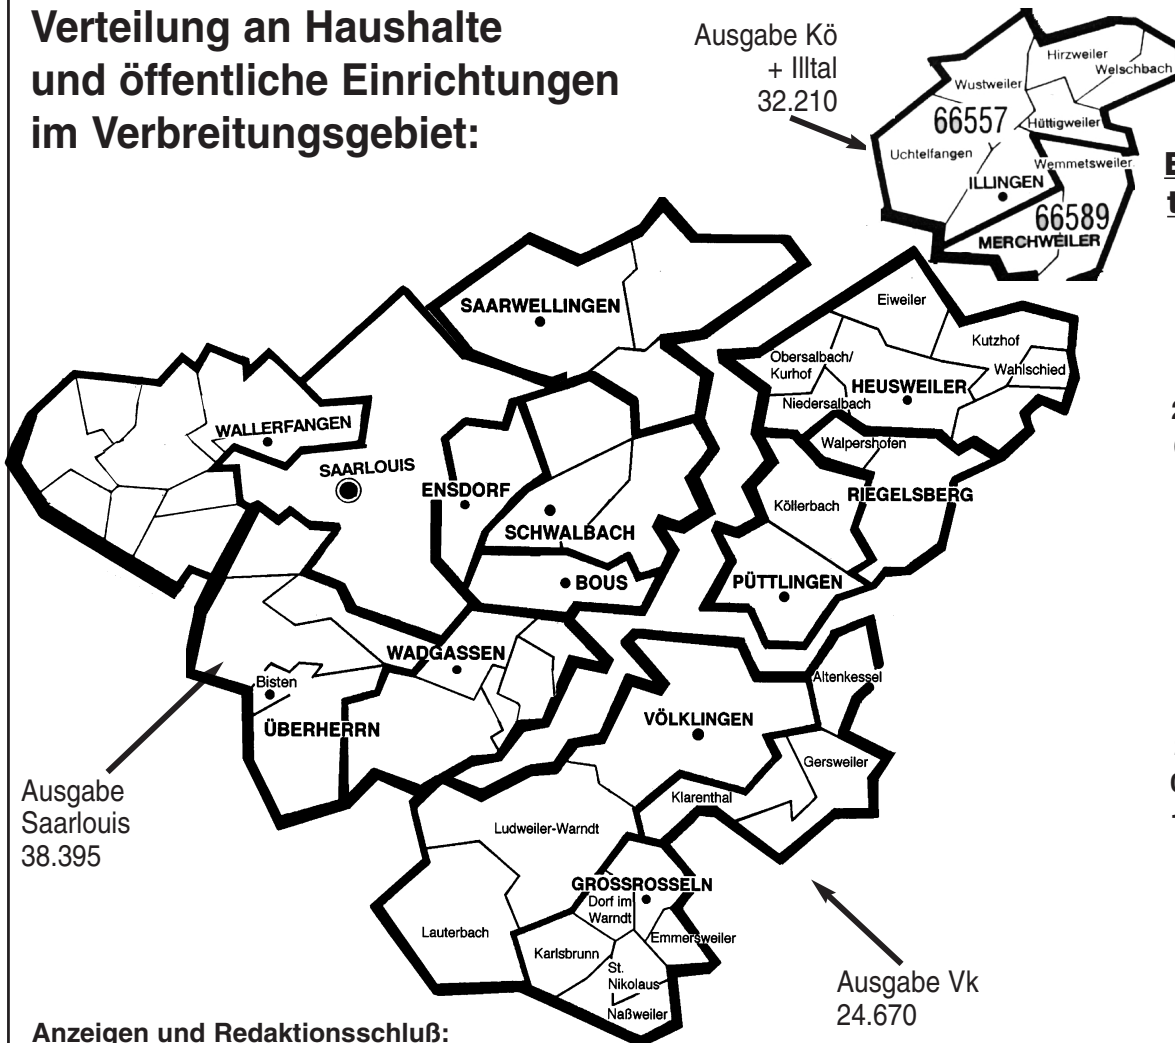 Verteilung an Haushalte
und öffentliche Einrichtungen
im Verbreitungsgebiet:
Ausgabe Kö
+ Illtal
32.210
Hirzweiler
Welschbach
Wustweiler
66557
Hüttigweiler
Uchtelfangen
Wemmetsweiler
ILLINGEN
66589
MERCHWEILER
SAARWELLINGEN
Eiweiler
Kutzhof
Obersalbach/
Kurhof
Wahlschied
HEUSWEILER
Niedersalbach
WALLERFANGEN
Walpershofen
SAARLOUIS
ENSDORF
RIEGELSBERG
Köllerbach
SCHWALBACH
BOUS
PÜTTLINGEN
WADGASSEN
Altenkessel
Bisten
VÖLKLINGEN
ÜBERHERRN
Gersweiler
Klarenthal
Ausgabe
Saarlouis
38.395
Ludweiler-Warndt
GROSSROSSELN
Dorf im
Warndt
Lauterbach
Emmersweiler
Karlsbrunn
St.
Nikolaus
Naßweiler
Ausgabe Vk
24.670
Anzeigen und Redaktionsschluß: